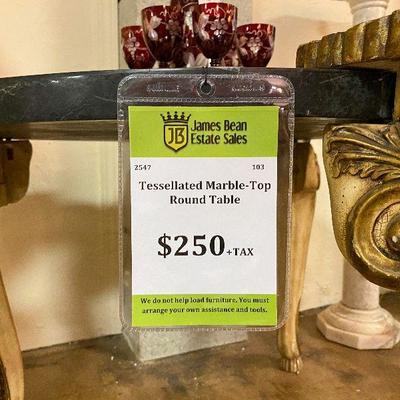 JB
James Bean
Estate Sales
2547 103
Tessellated Marble-Top
Round Table
$250 +TAX
We do not help load furniture. You must
arrange your own assistance and tools.